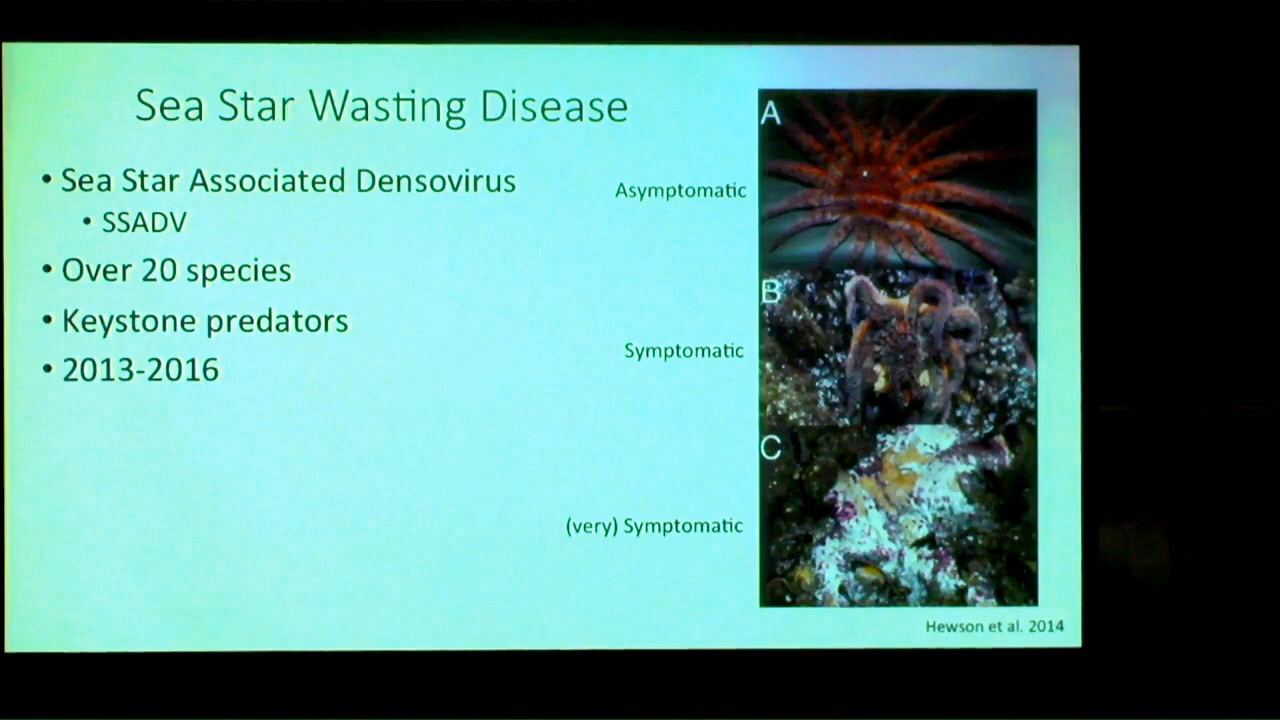 Sea Star Wasting Disease
• Sea Star Associated Densovirus
• SSADV
• Over 20 species
• Keystone predators
• 2013-2016
Asymptomatic
Symptomatic
(very) Symptomatic
A
B
C
Hewson et al. 2014